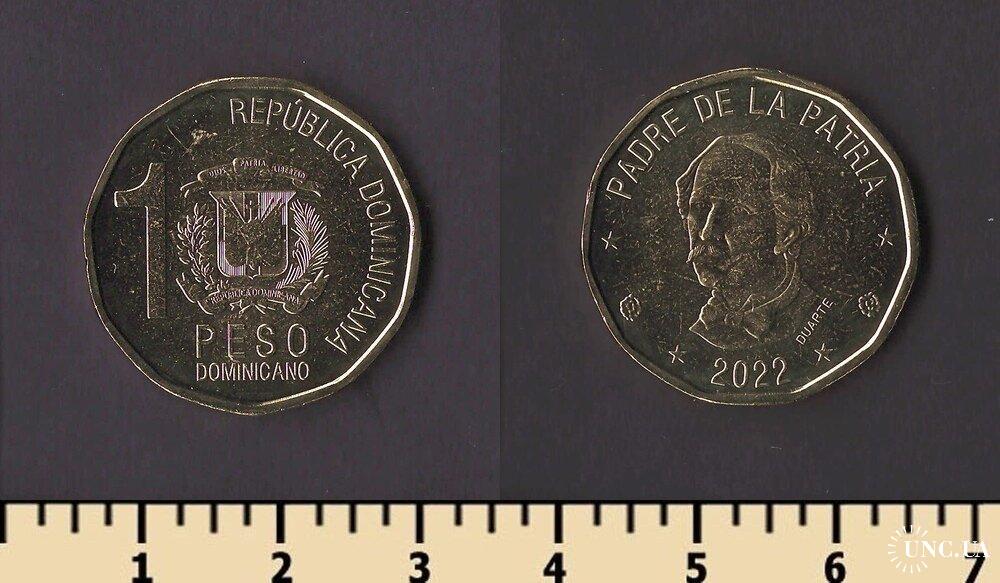 REPÚBLICA DOMINICANA
1
DIOS PATRIA LIBERTAD
REPÚBLICA DOMINICANA
PESO
DOMINICANO
PADRE DE LA PATRIA
DUARTE
2022
1 2 3 4 5 6 7
UNC.UA